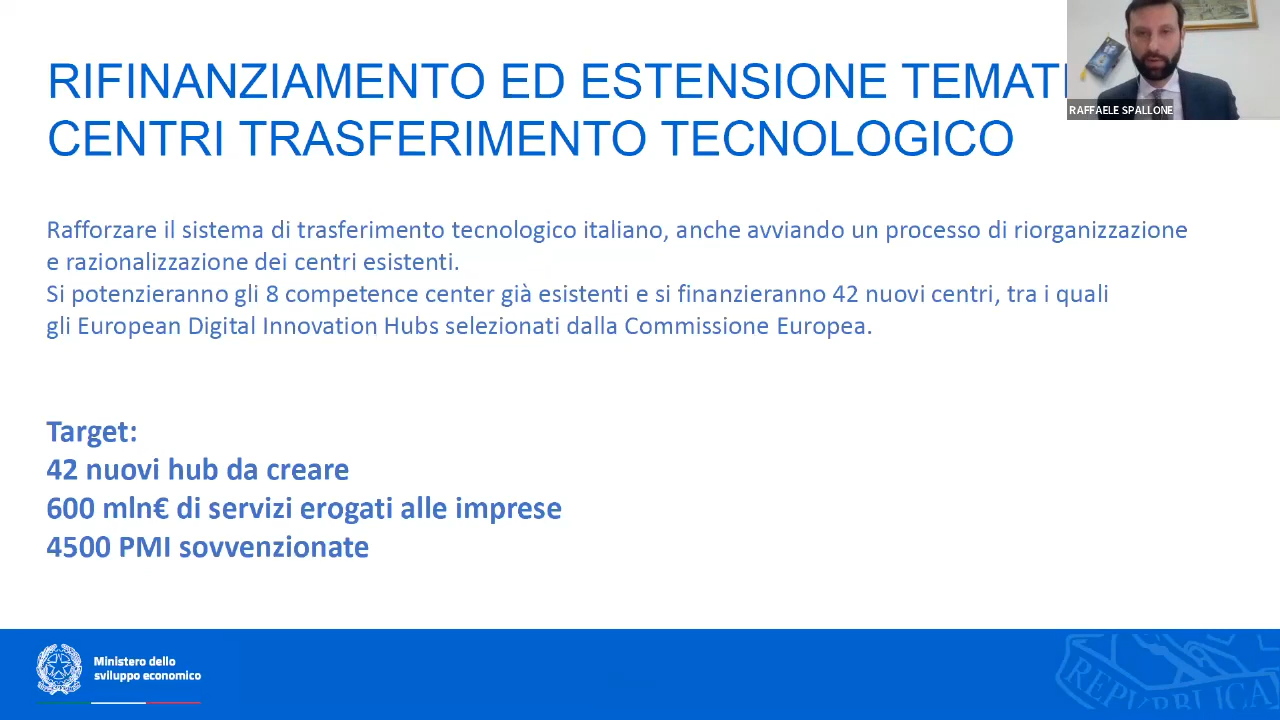 RIFINANZIAMENTO ED ESTENSIONE TEMATI
CENTRI TRASFERIMENTO TECNOLOGICO
RAFFAELE SPALLONE
Rafforzare il sistema di trasferimento tecnologico italiano, anche avviando un processo di riorganizzazione
e razionalizzazione dei centri esistenti.
Si potenzieranno gli 8 competence center già esistenti e si finanzieranno 42 nuovi centri, tra i quali
gli European Digital Innovation Hubs selezionati dalla Commissione Europea.
Target:
42 nuovi hub da creare
600 mln€ di servizi erogati alle imprese
4500 PMI sovvenzionate
Ministero dello
sviluppo economico
REPVBBLICA